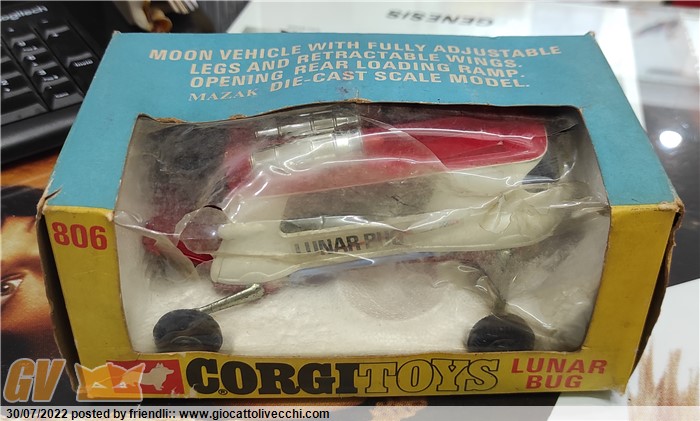 GENESIS
MOON VEHICLE WITH FULLY ADJUSTABLE
LEGS AND RETRACTABLE WINGS.
OPENING REAR LOADING RAMP.
MAZAK DIE-CAST SCALE MODEL.
806
LUNAR BUG
CORGI TOYS
LUNAR
BUG
GV
30/07/2022 posted by friendli:: www.giocattolivecchi.com